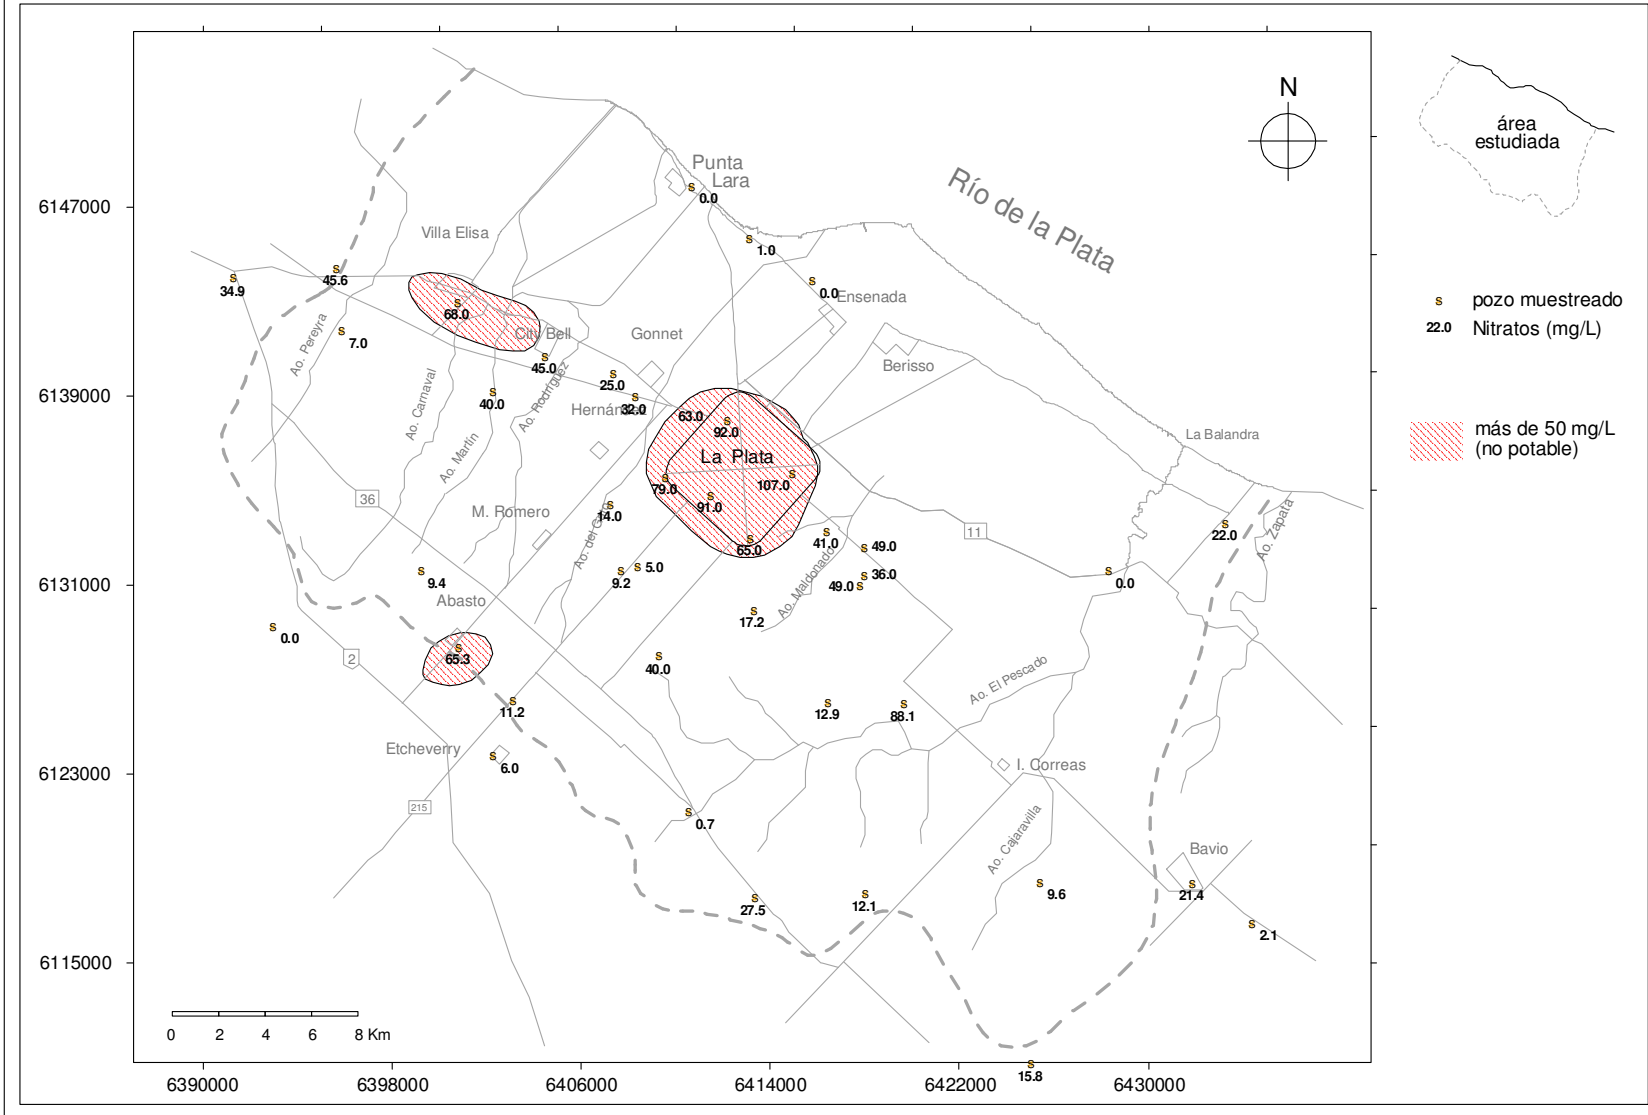 N
área
estudiada
Punta
Lara
Río de la Plata
0.0
6147000
Villa Elisa
1.0
45.6
34.9
0.0
Ensenada
s pozo muestreado
22.0 Nitratos (mg/L)
68.0
City Bell
Gonnet
7.0
Ao. Pereyra
45.0
Berisso
25.0
6139000
40.0
Ao. Carnaval
Ao. Rodríguez
Hernández
32.0
63.0
92.0
más de 50 mg/L
(no potable)
La Balandra
Ao. Martín
La Plata
79.0
107.0
91.0
36
M. Romero
14.0
Ao. del Gato
65.0
41.0
49.0
11
22.0
Ao. Zapata
5.0
36.0
49.0
9.4
9.2
0.0
6131000
Ao. Maldonado
Abasto
17.2
0.0
2
65.3
40.0
Ao. El Pescado
11.2
12.9
88.1
Etcheverry
6.0
I. Correas
6123000
215
0.7
Ao. Cajaravilla
Bavio
9.6
21.4
27.5
12.1
2.1
6115000
0 2 4 6 8 Km
15.8
6390000 6398000 6406000 6414000 6422000 6430000